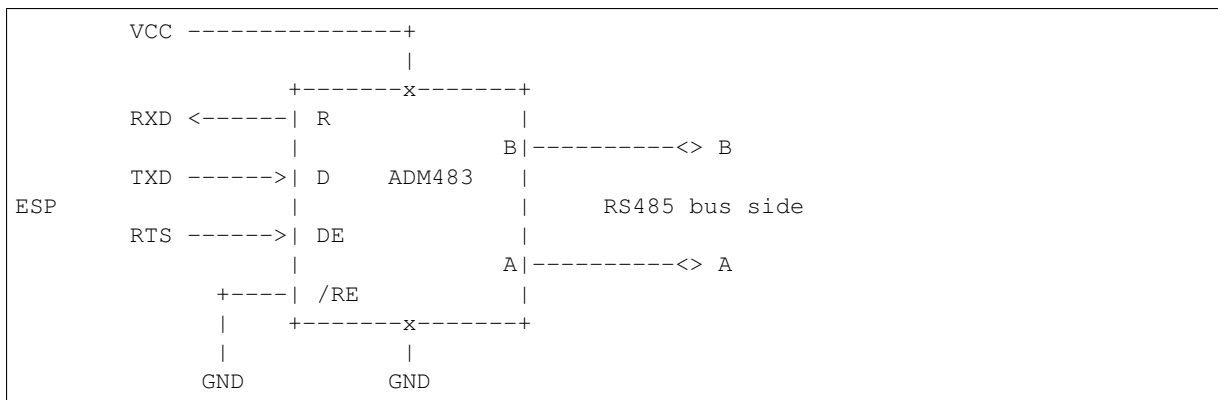 VCC ---------------+
|
+-------x-------+
RXD <------| R |
| B|----------<> B
TXD ------>| D ADM483 |
ESP | | RS485 bus side
RTS ------>| DE |
| A|----------<> A
+----| /RE |
| +-------x-------+
| |
GND GND